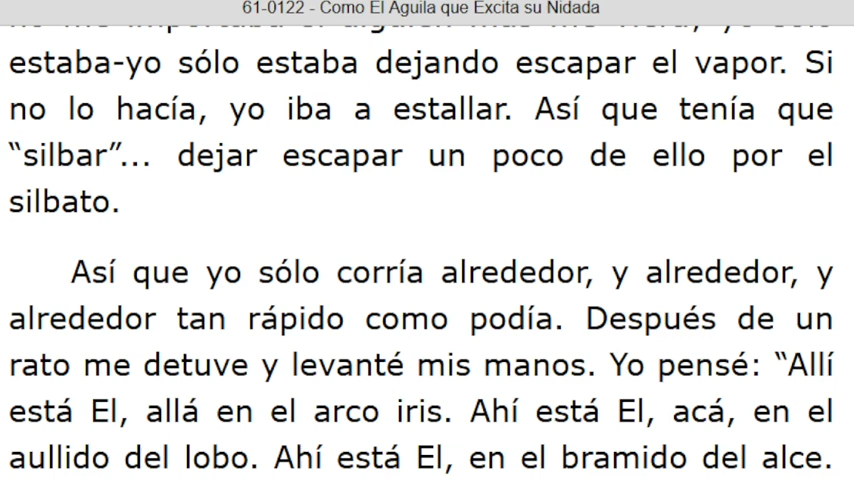 61-0122 - Como El Aguila que Excita su Nidada
estaba-yo sólo estaba dejando escapar el vapor. Si
no lo hacía, yo iba a estallar. Así que tenía que
“silbar”... dejar escapar un poco de ello por el
silbato.
Así que yo sólo corría alrededor, y alrededor, y
alrededor tan rápido como podía. Después de un
rato me detuve y levanté mis manos. Yo pensé: “Allí
está El, allá en el arco iris. Ahí está El, acá, en el
aullido del lobo. Ahí está El, en el bramido del alce.